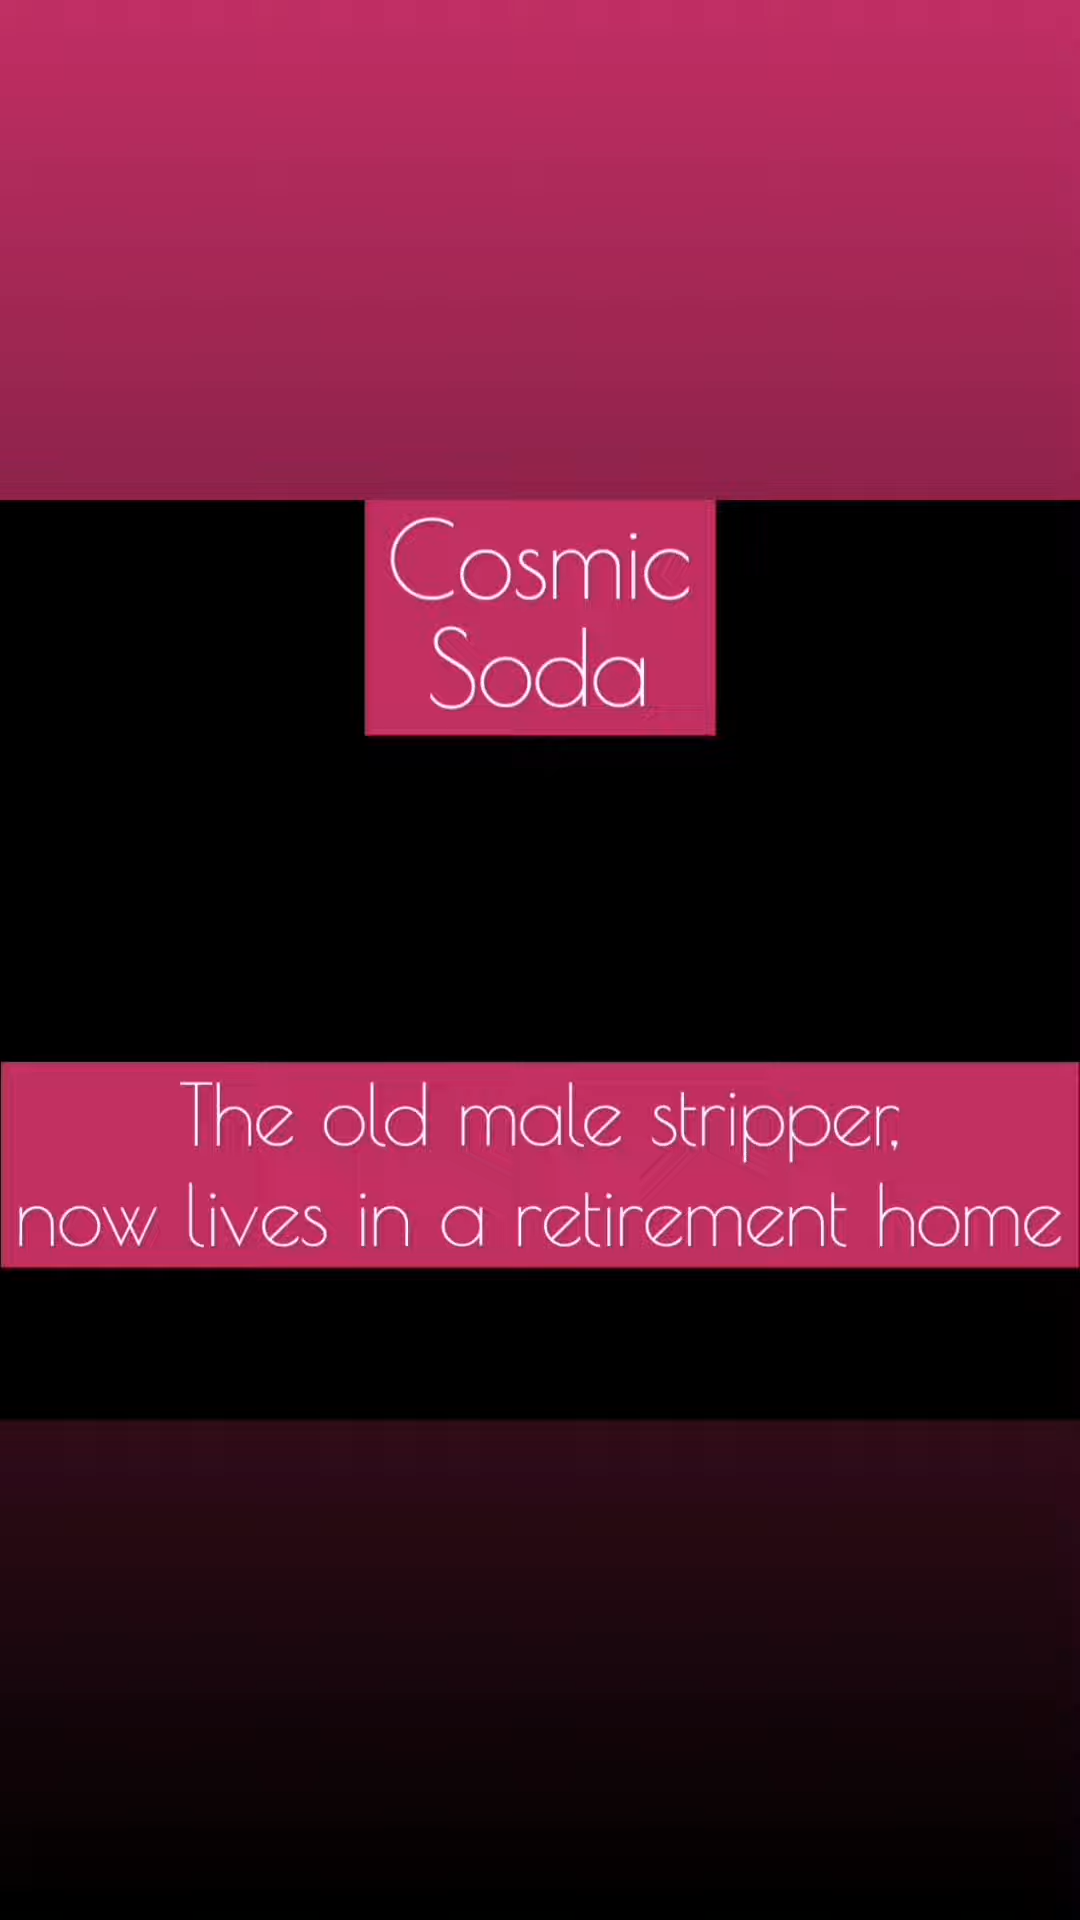 Cosmic
Soda
The old male stripper,
now lives in a retirement home